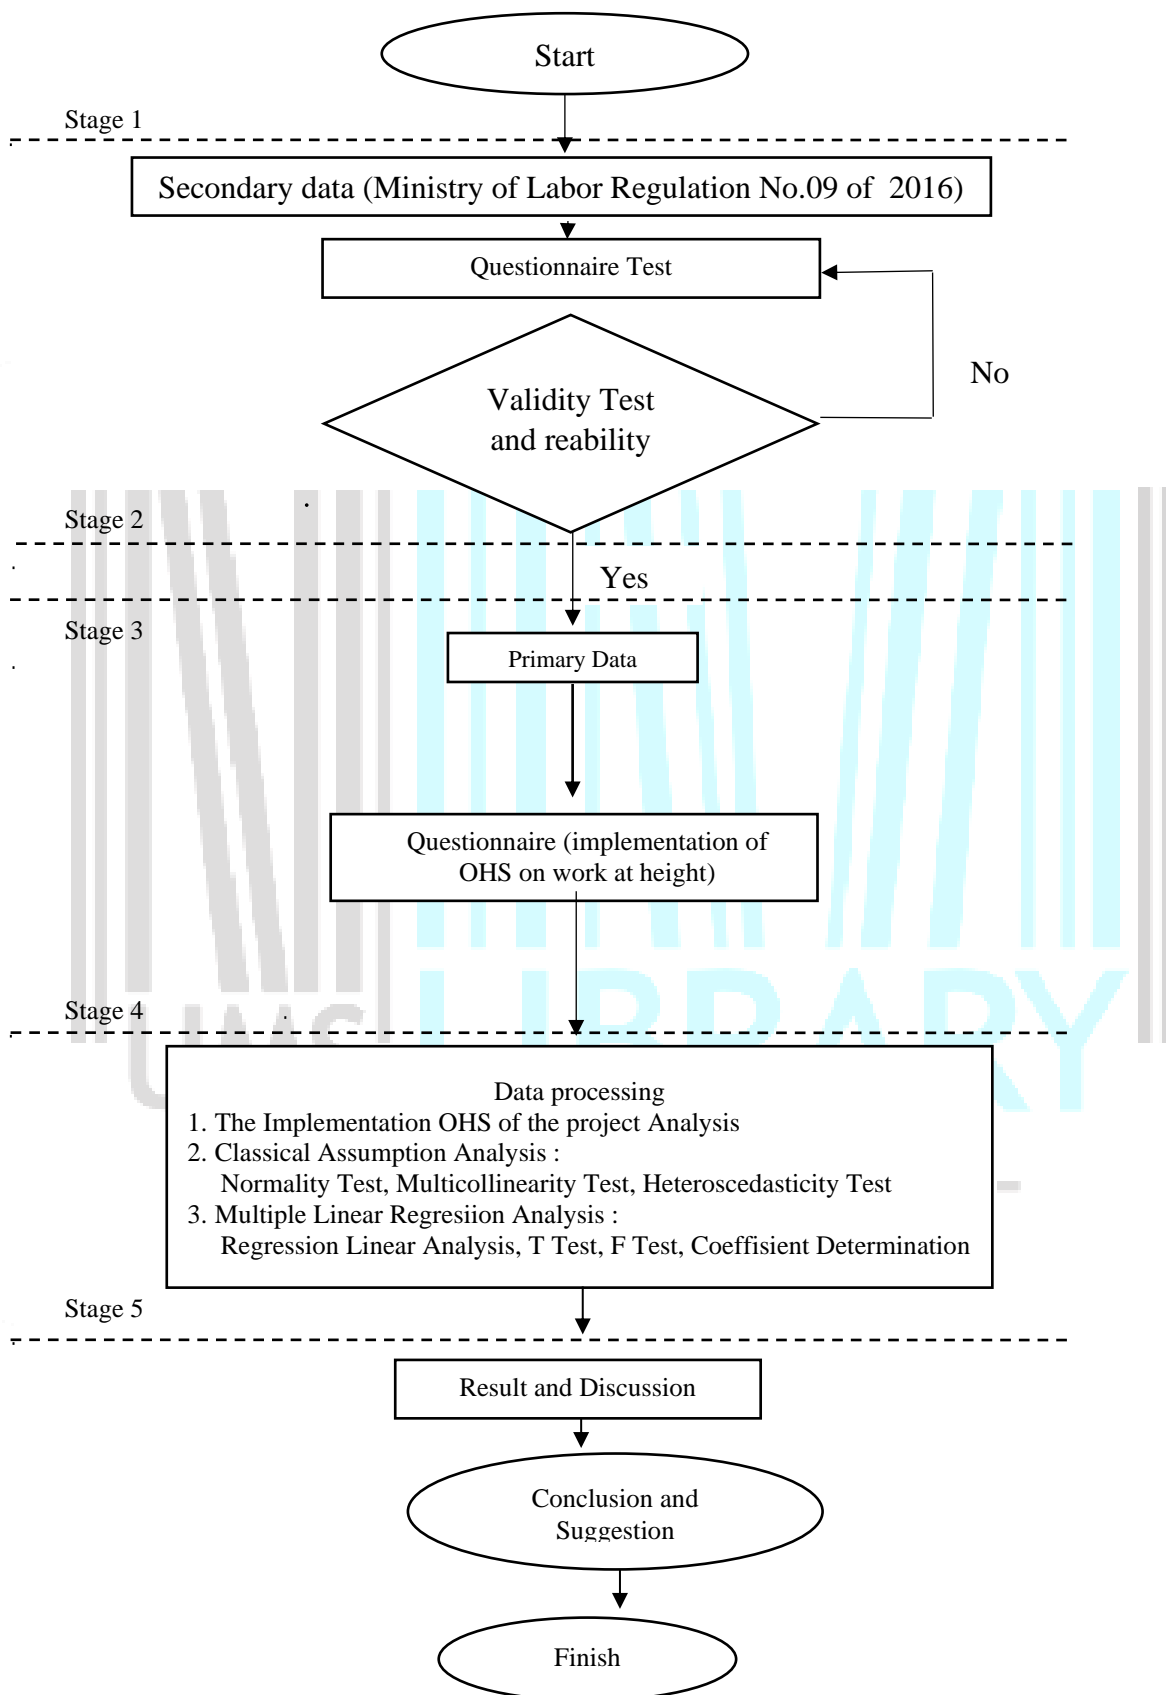 Start
Stage 1
Secondary data (Ministry of Labor Regulation No.09 of 2016)
Questionnaire Test
No
Validity Test
and reability
Stage 2
Yes
Stage 3
Primary Data
Questionnaire (implementation of
OHS on work at height)
Stage 4
UMS LIBRARY
Data processing
1. The Implementation OHS of the project Analysis
2. Classical Assumption Analysis :
Normality Test, Multicollinearity Test, Heteroscedasticity Test
3. Multiple Linear Regresiion Analysis :
Regression Linear Analysis, T Test, F Test, Coeffisient Determination
Stage 5
Result and Discussion
Conclusion and
Suggestion
Finish